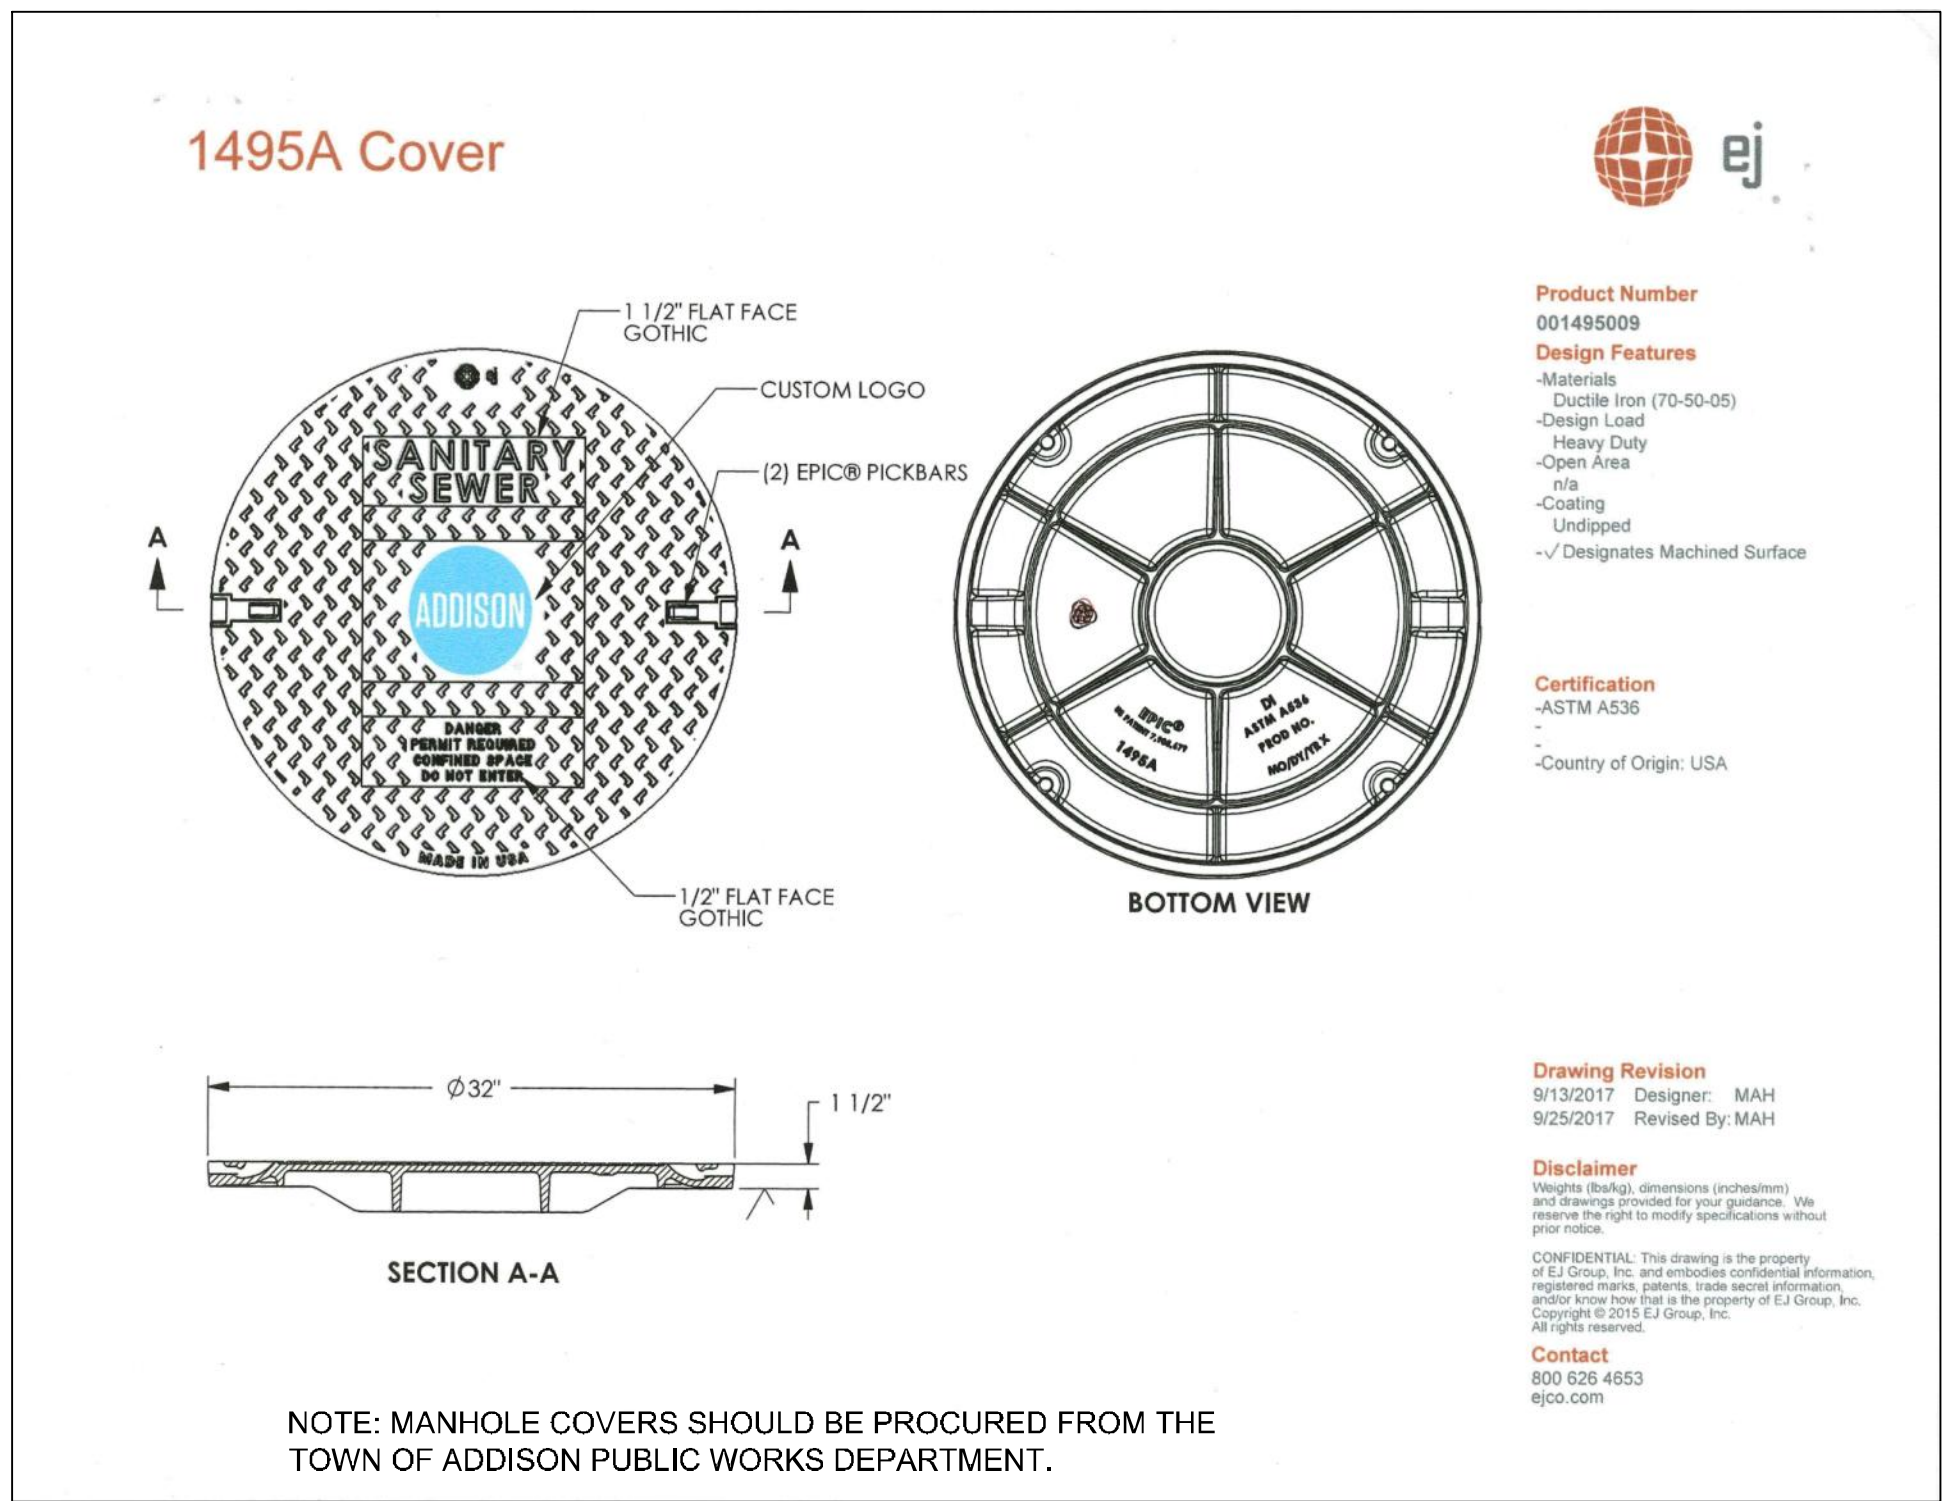 1495A Cover
ej
1 1/2" FLAT FACE
GOTHIC
CUSTOM LOGO
(2) EPIC® PICKBARS
ej
SANITARY
SEWER
A
A
ADDISON
DANGER
PERMIT REQUIRED
CONFINED SPACE
DO NOT ENTER
MADE IN USA
1/2" FLAT FACE
GOTHIC
EPIC®
1495A
DI
ASTM A536
PROD NO.
MO/DY/YR X
BOTTOM VIEW
Product Number
001495009
Design Features
-Materials
Ductile Iron (70-50-05)
-Design Load
Heavy Duty
-Open Area
n/a
-Coating
Undipped
-√ Designates Machined Surface
Certification
-ASTM A536
-
-
-Country of Origin: USA
Ø32"
1 1/2"
SECTION A-A
Drawing Revision
9/13/2017 Designer: MAH
9/25/2017 Revised By: MAH
Disclaimer
Weights (lbs/kg), dimensions (inches/mm)
and drawings provided for your guidance. We
reserve the right to modify specifications without
prior notice.
CONFIDENTIAL: This drawing is the property
of EJ Group, Inc. and embodies confidential information,
registered marks, patents, trade secret information,
and/or know how that is the property of EJ Group, Inc.
Copyright © 2015 EJ Group, Inc.
All rights reserved.
Contact
800 626 4653
ejco.com
NOTE: MANHOLE COVERS SHOULD BE PROCURED FROM THE
TOWN OF ADDISON PUBLIC WORKS DEPARTMENT.